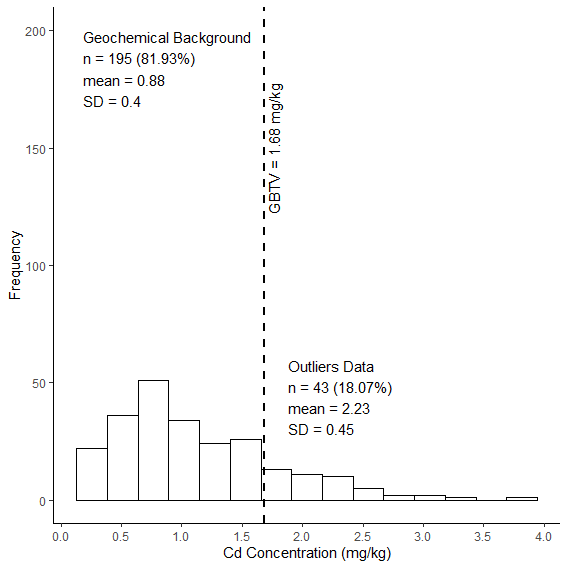 Geochemical Background
n = 195 (81.93%)
mean = 0.88
SD = 0.4
GBTV = 1.68 mg/kg
Outliers Data
n = 43 (18.07%)
mean = 2.23
SD = 0.45
Frequency
200
150
100
50
0
0.0 0.5 1.0 1.5 2.0 2.5 3.0 3.5 4.0
Cd Concentration (mg/kg)